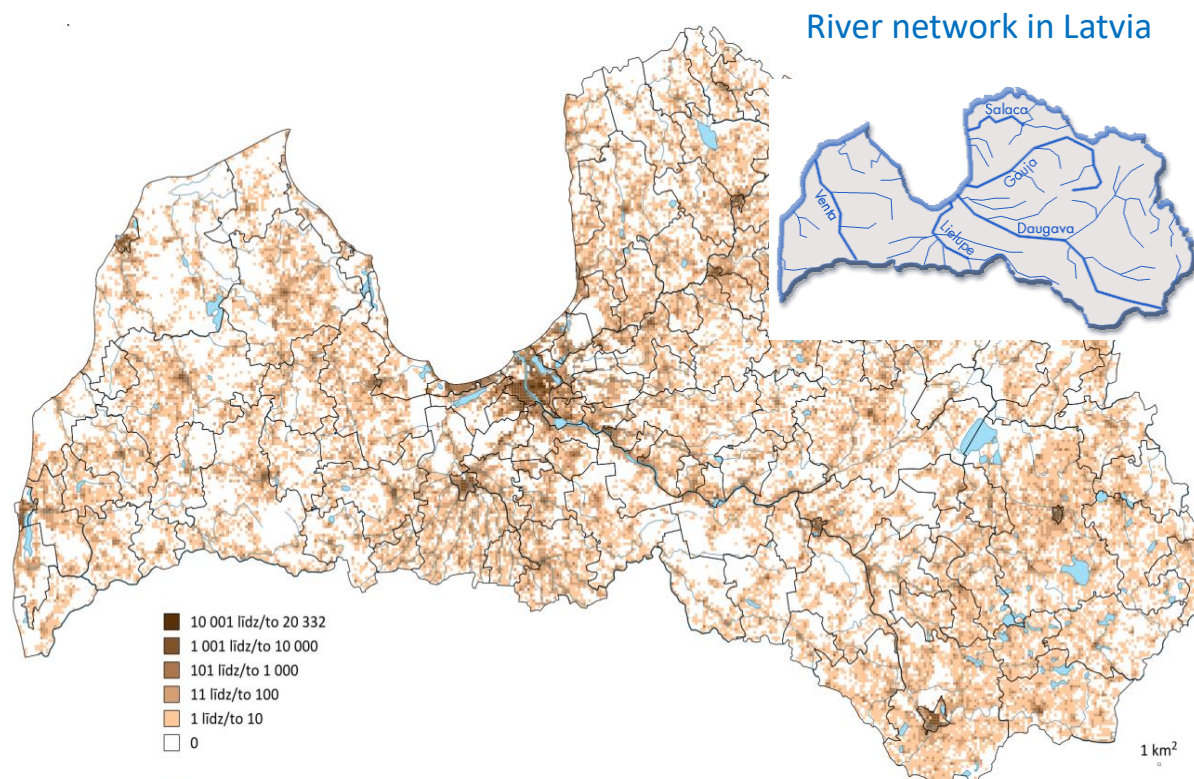 River network in Latvia
Salaca
Gauja
Venta
Daugava
Lielupe
10 001 līdz/to 20 332
1 001 līdz/to 10 000
101 līdz/to 1 000
11 līdz/to 100
1 līdz/to 10
0
1 km²